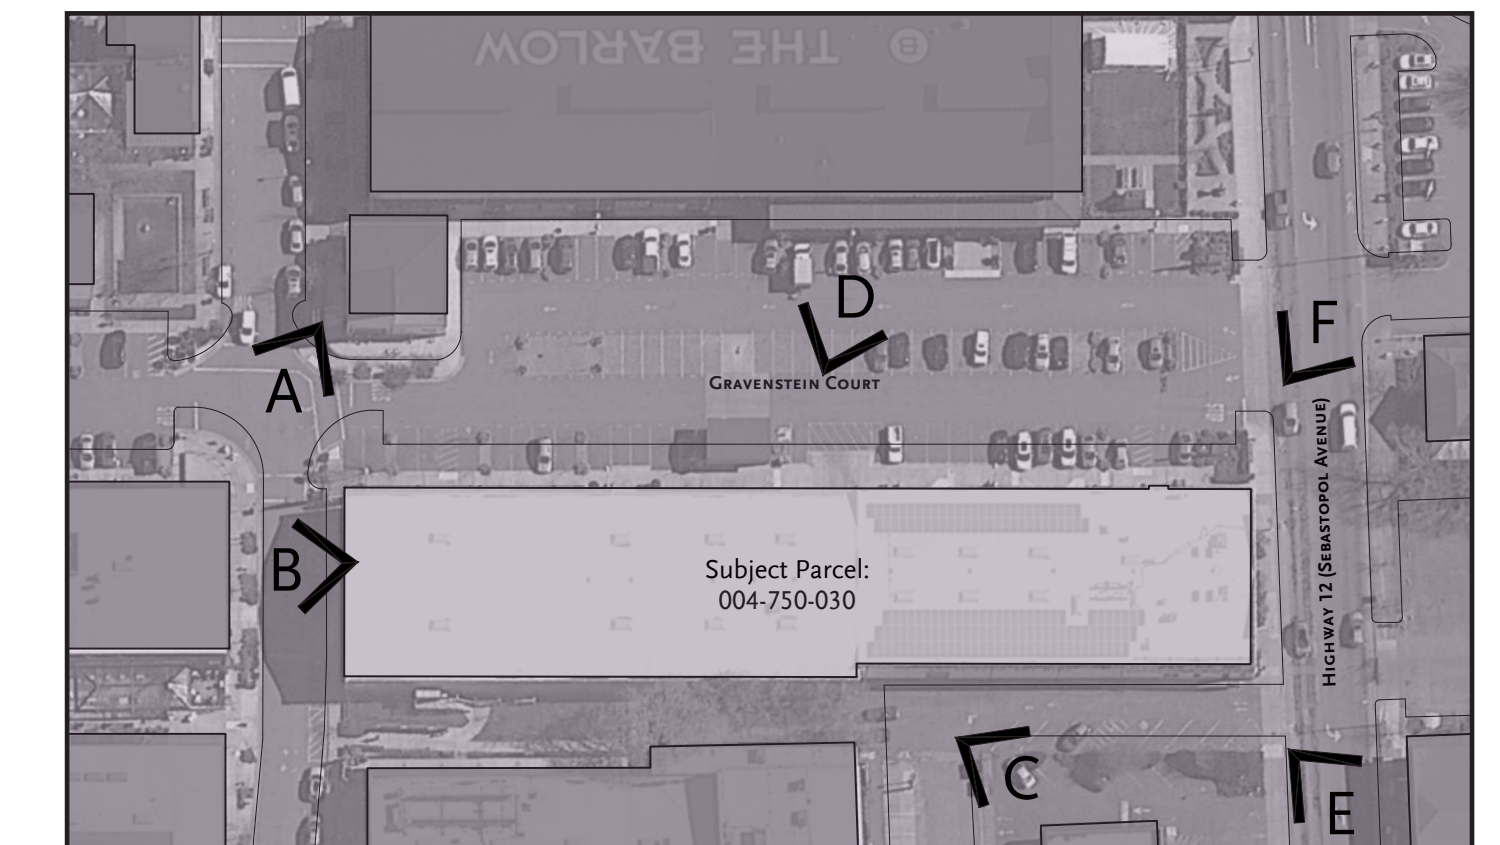 THE BARLOW B
D
F
A
GRAVENSTEIN COURT
HIGHWAY 12 (SEBASTOPOL AVENUE)
B
Subject Parcel:
004-750-030
C
E